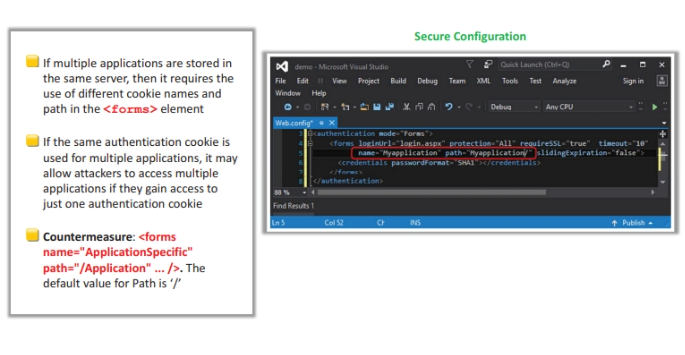 Secure Configuration
If multiple applications are stored in
the same server, then it requires the
use of different cookie names and
path in the <forms> element
If the same authentication cookie is
used for multiple applications, it may
allow attackers to access multiple
applications if they gain access to
just one authentication cookie
Countermeasure: <forms
name="ApplicationSpecific"
path="/Application" ... />. The
default value for Path is ‘/’
demo - Microsoft Visual Studio
Quick Launch (Ctrl+Q)
File Edit View Project Build Debug Team XML Tools Test Analyze Sign in
Window Help
Debug Any CPU
Web.config*
3 <authentication mode="Forms">
4 <forms loginUrl="login.aspx" protection="All" requireSSL="true" timeout="10"
5 name="Myapplication" path="Myapplication/" slidingExpiration="false">
6 <credentials passwordFormat="SHA1"></credentials>
7 </forms>
8 </authentication>
88 %
Find Results 1
Ln 5 Col 52 Ch INS Publish